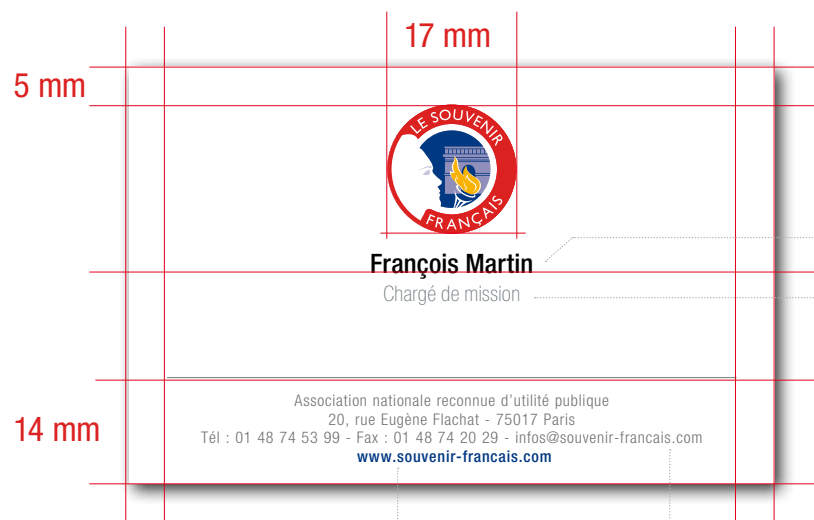 17 mm
5 mm
LE SOUVENIR
FRANÇAIS
François Martin
Chargé de mission
14 mm
Association nationale reconnue d'utilité publique
20, rue Eugène Flachat - 75017 Paris
Tél : 01 48 74 53 99 - Fax : 01 48 74 20 29 - infos@souvenir-francais.com
www.souvenir-francais.com